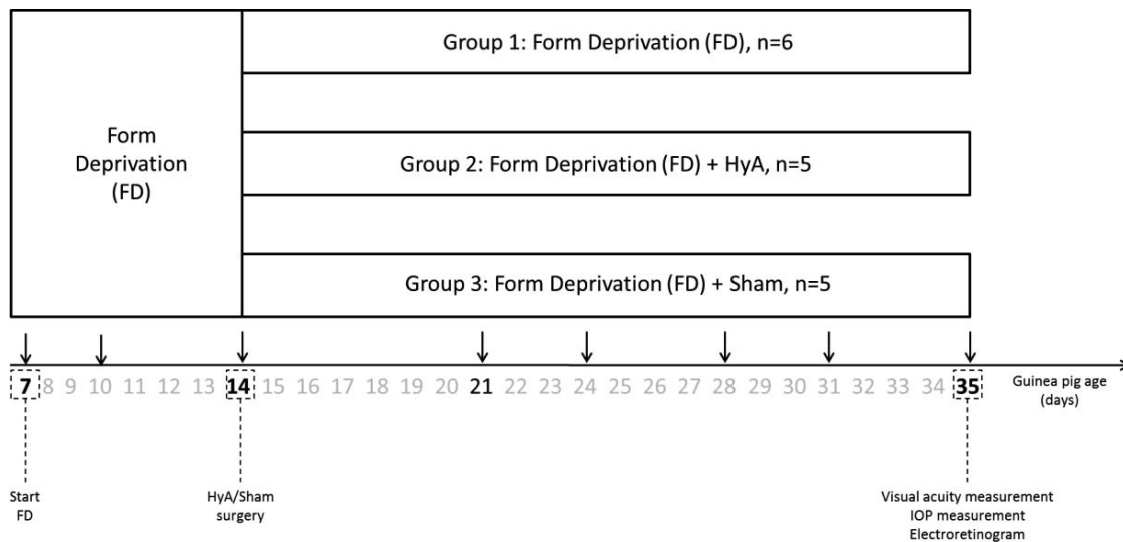 Group 1: Form Deprivation (FD), n=6
Form
Deprivation
(FD)
Group 2: Form Deprivation (FD) + HyA, n=5
Group 3: Form Deprivation (FD) + Sham, n=5
7 8 9 10 11 12 13 14 15 16 17 18 19 20 21 22 23 24 25 26 27 28 29 30 31 32 33 34 35
Guinea pig age
(days)
Start
FD
HyA/Sham
surgery
Visual acuity measurement
IOP measurement
Electroretinogram